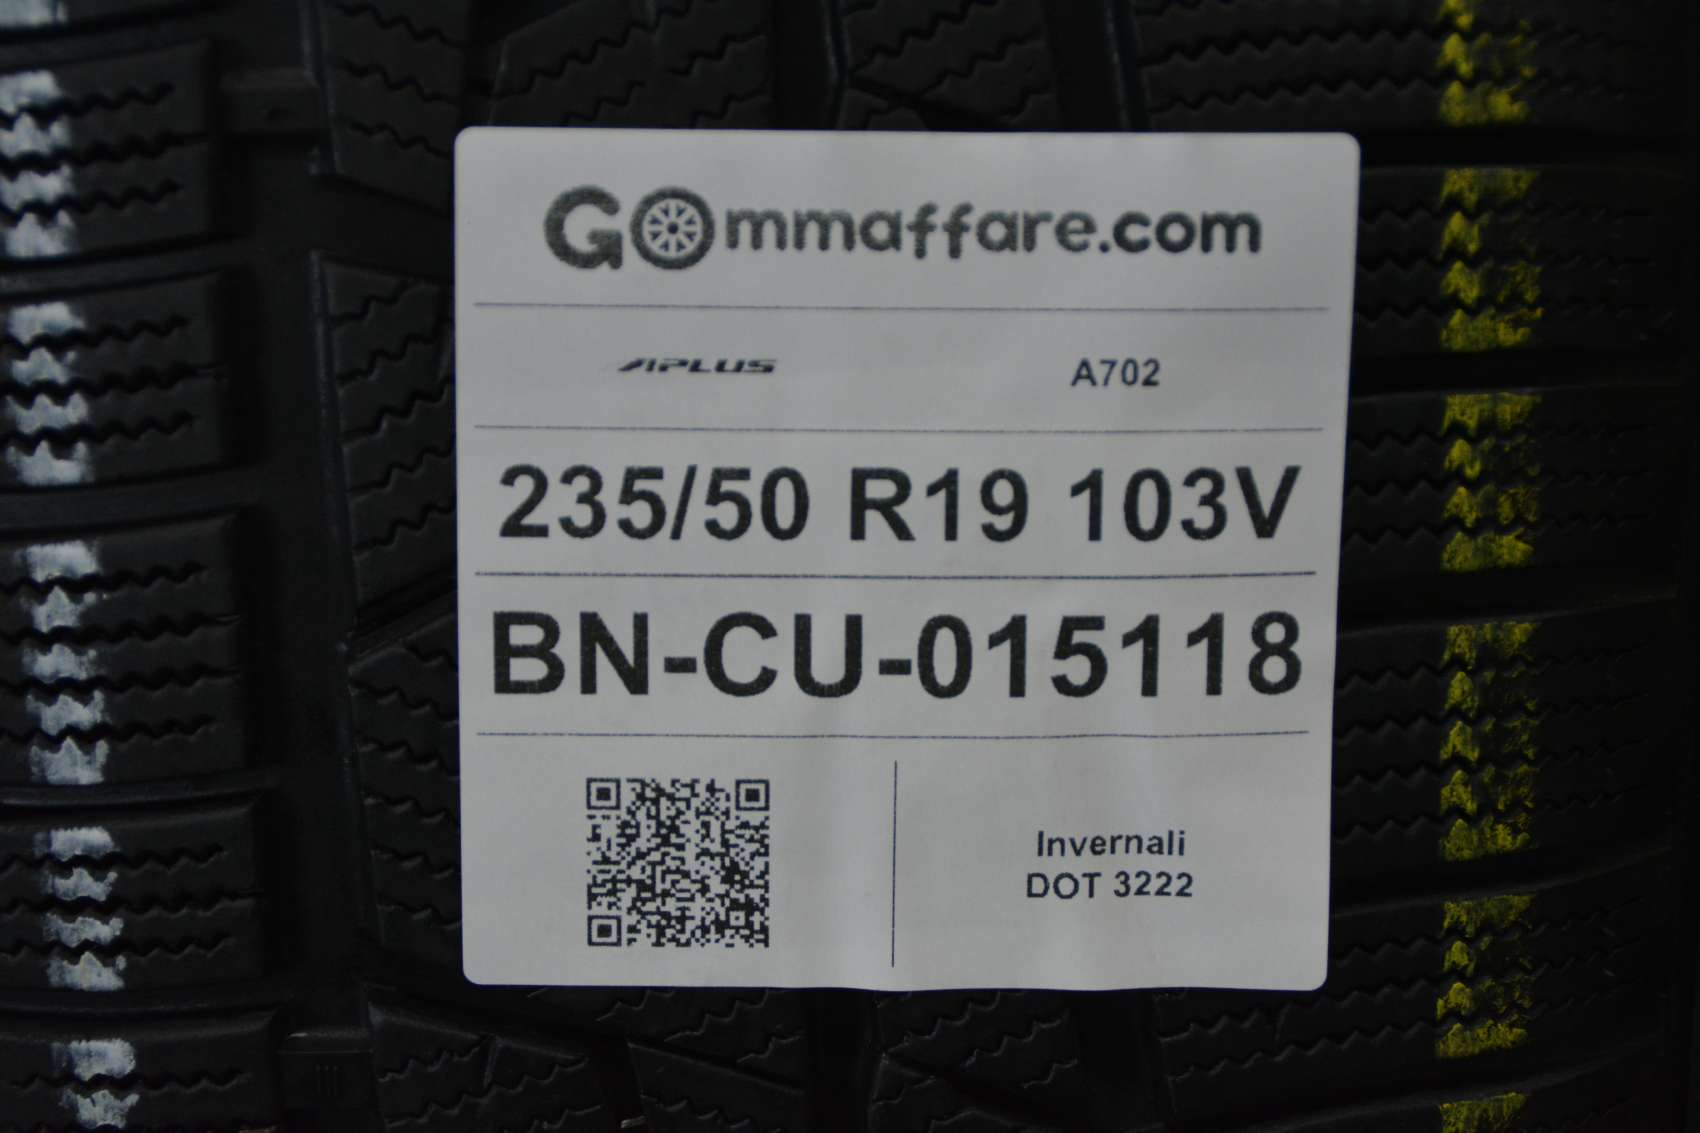 GOmmaffare.com
APLUS A702
235/50 R19 103V
BN-CU-015118
Invernali
DOT 3222